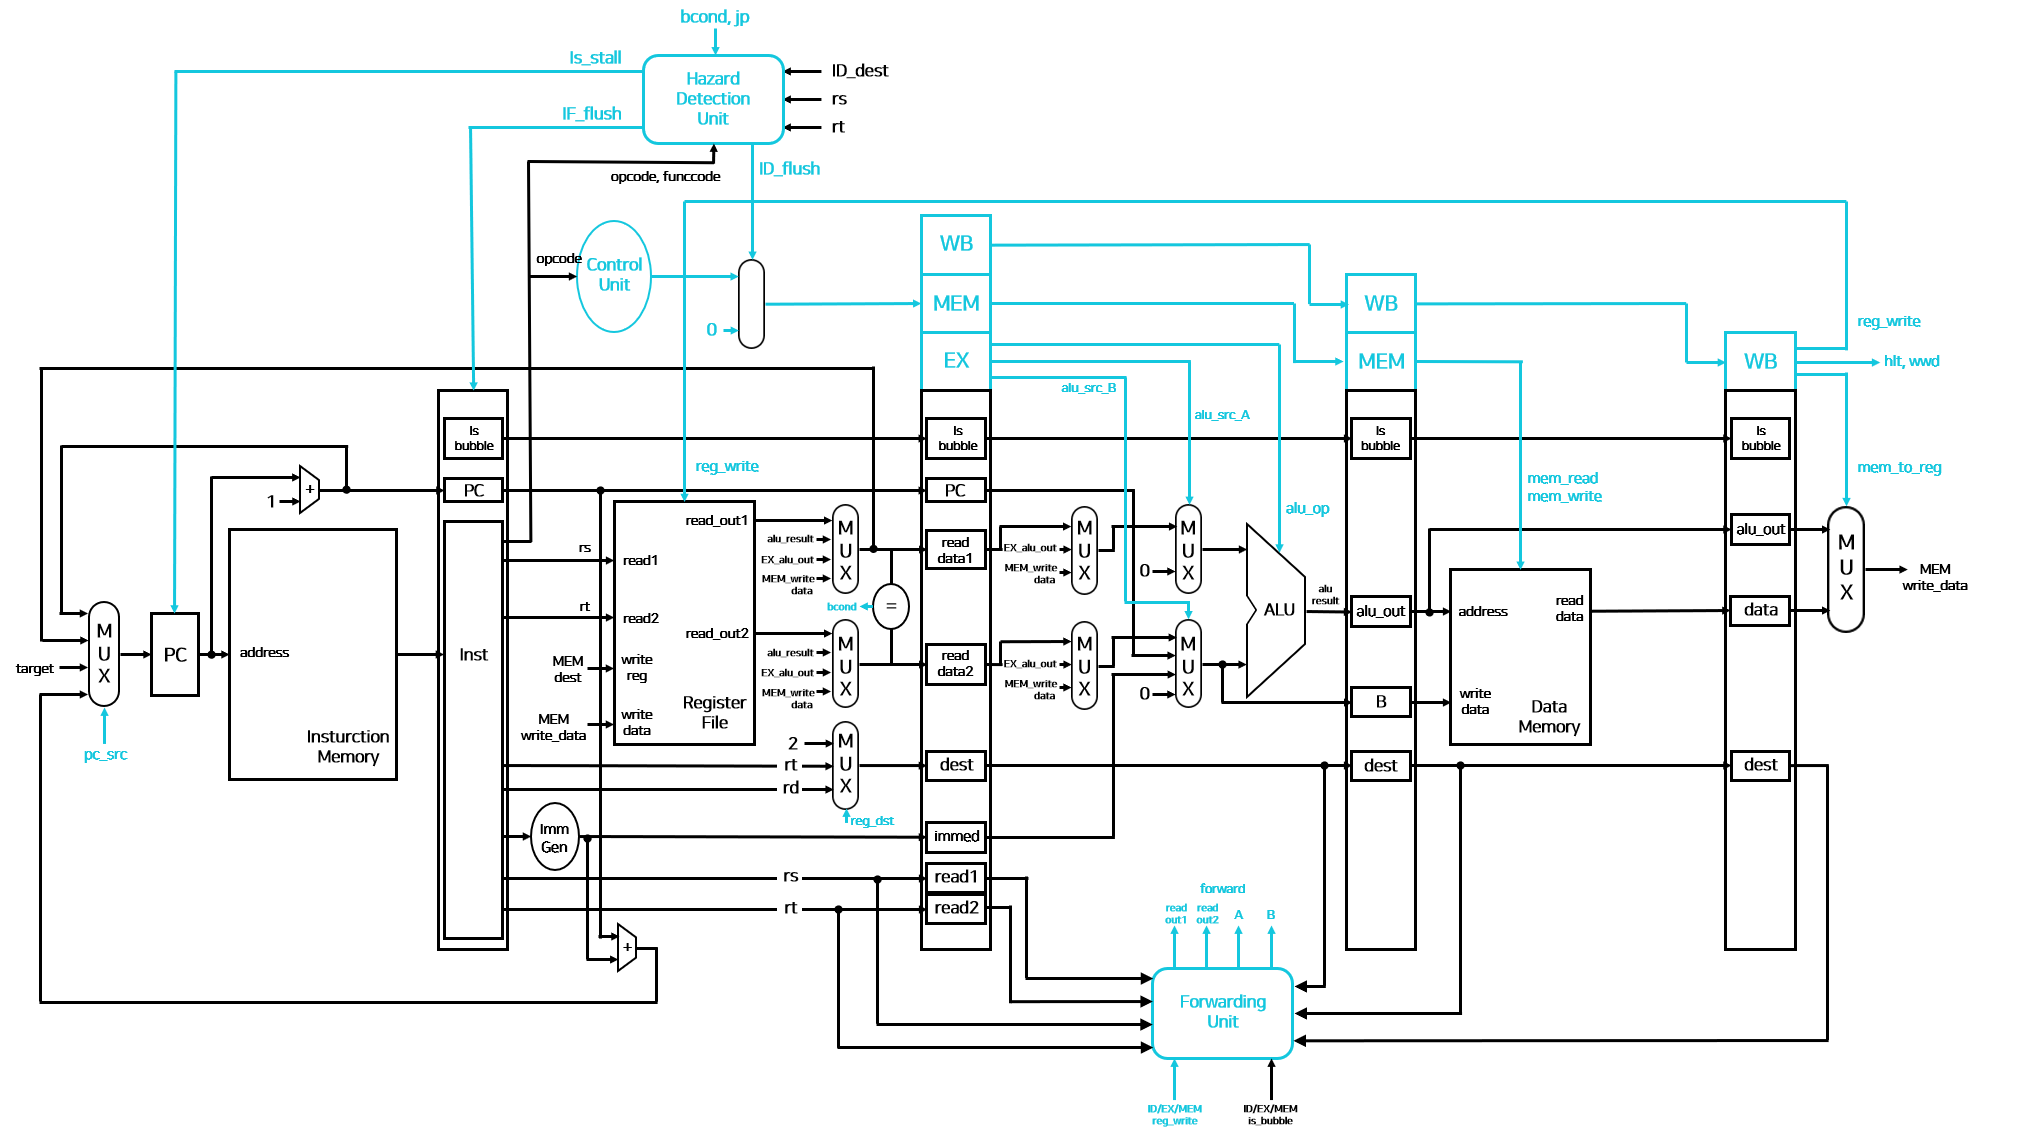 bcond, jp
Is_stall
Hazard
Detection
Unit
ID_dest
rs
IF_flush
rt
opcode, funccode
ID_flush
WB
opcode
Control
Unit
MEM
WB
0
reg_write
EX
MEM
WB
hlt, wwd
alu_src_B
alu_src_A
Is
bubble
Is
bubble
Is
bubble
Is
bubble
reg_write
mem_to_reg
mem_read
mem_write
1
+
PC
PC
alu_op
read_out1
M
U
X
alu_result
EX_alu_out
MEM_write
data
read
data1
M
U
X
EX_alu_out
MEM_write
data
M
U
X
0
alu_out
M
U
X
MEM
write_data
rs
read1
bcond
=
ALU
alu
result
alu_out
address
read
data
data
rt
read2
read_out2
M
U
X
alu_result
EX_alu_out
MEM_write
data
read
data2
M
U
X
EX_alu_out
MEM_write
data
M
U
X
0
M
U
X
target
PC
address
Inst
MEM
dest
write
reg
Register
File
B
write
data
Data
Memory
pc_src
Insturction
Memory
MEM
write_data
write
data
2
rt
rd
M
U
X
dest
dest
dest
reg_dst
Imm
Gen
immed
rs
read1
rt
read2
+
forward
read
out1
read
out2
A
B
Forwarding
Unit
ID/EX/MEM
reg_write
ID/EX/MEM
is_bubble